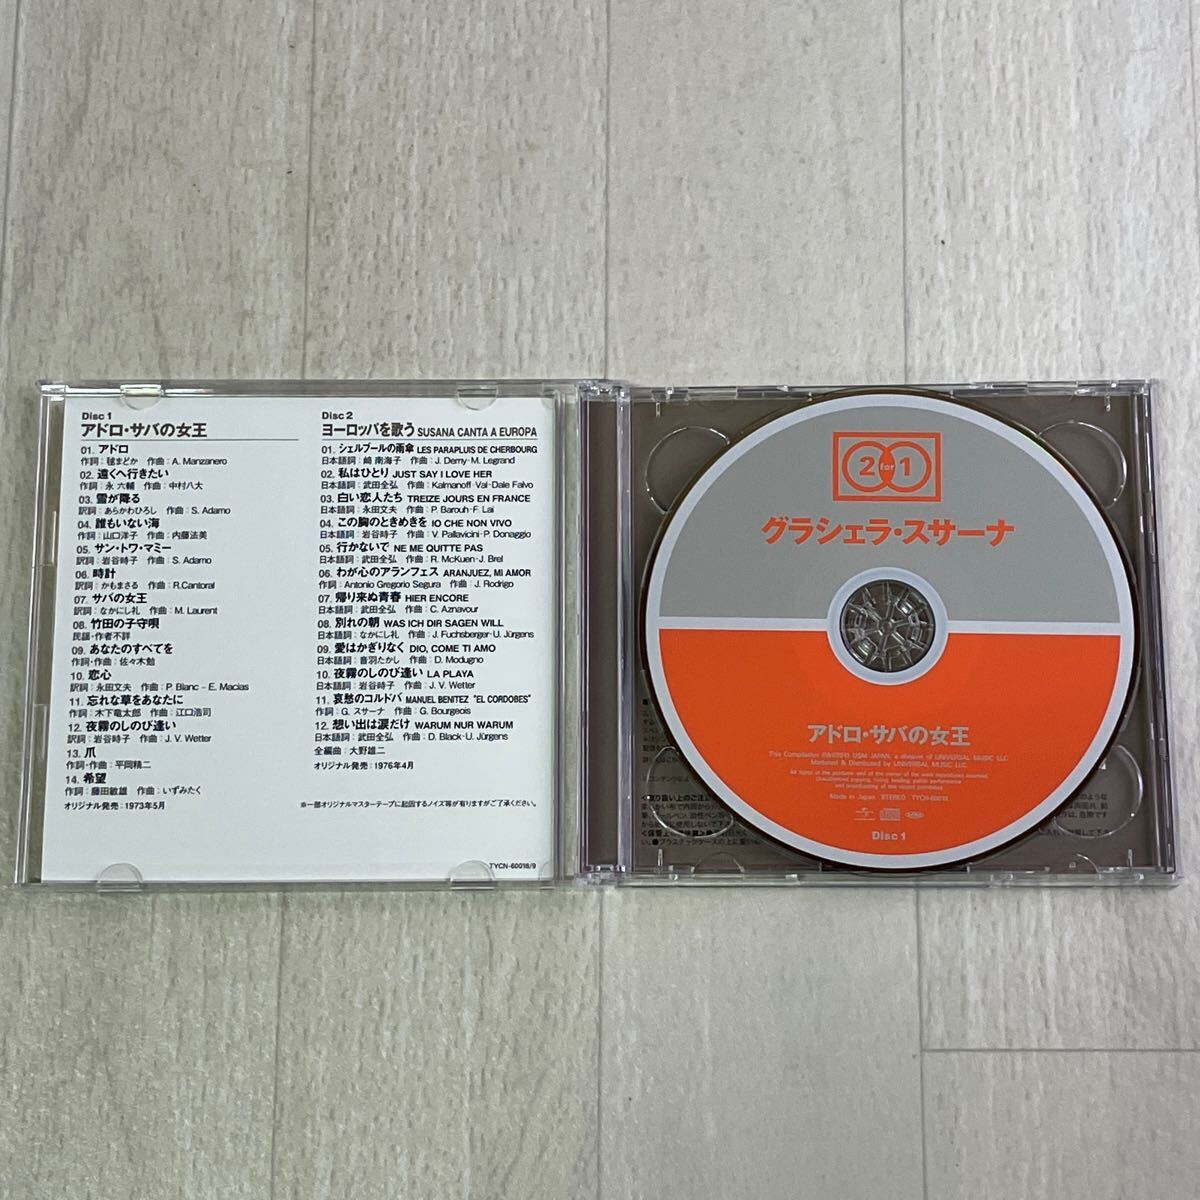 Disc 1
アドロ・サバの女王
01. アドロ
作詞：毬まどか 作曲：A. Manzanero
02. 遠くへ行きたい
作詞：永 六輔 作曲：中村八大
03. 雪が降る
訳詞：あらかわひろし 作曲：S. Adamo
04. 誰もいない海
作詞：山口洋子 作曲：内藤法美
05. サン・トワ・マミー
訳詞：岩谷時子 作曲：S. Adamo
06. 時計
訳詞：かもまさる 作曲：R.Cantoral
07. サバの女王
訳詞：なかにし礼 作曲：M. Laurent
08. 竹田の子守唄
民謡・作者不詳
09. あなたのすべてを
作詞・作曲：佐々木勉
10. 恋心
訳詞：永田文夫 作曲：P. Blanc – E. Macias
11. 忘れな草をあなたに
作詞：木下竜太郎 作曲：江口浩司
12. 夜霧のしのび逢い
訳詞：岩谷時子 作曲：J. V. Wetter
13. 爪
作詞・作曲：平岡精二
14. 希望
作詞：藤田敏雄 作曲：いずみたく
オリジナル発売：1973年5月
Disc 2
ヨーロッパを歌う SUSANA CANTA A EUROPA
01. シェルブールの雨傘 LES PARAPLUIS DE CHERBOURG
日本語詞：崎 南海子 作曲：J. Demy・M. Legrand
02. 私はひとり JUST SAY I LOVE HER
日本語詞：武田全弘 作曲：Kalmanoff・Val・Dale Falvo
03. 白い恋人たち TREIZE JOURS EN FRANCE
日本語詞：永田文夫 作曲：P. Barouh・F. Lai
04. この胸のときめきを IO CHE NON VIVO
日本語詞：岩谷時子 作曲：V. Pallavicini・P. Donaggio
05. 行かないで NE ME QUITTE PAS
日本語詞：武田全弘 作曲：R. McKuen・J. Brel
06. わが心のアランフェス ARANJUEZ, MI AMOR
作詞：Antonio Gregorio Segura 作曲：J. Rodrigo
07. 帰り来ぬ青春 HIER ENCORE
日本語詞：武田全弘 作曲：C. Aznavour
08. 別れの朝 WAS ICH DIR SAGEN WILL
日本語詞：なかにし礼 作曲：J. Fuchsberger・U. Jürgens
09. 愛はかぎりなく DIO, COME TI AMO
日本語詞：音羽たかし 作曲：D. Modugno
10. 夜霧のしのび逢い LA PLAYA
日本語詞：岩谷時子 作曲：J. V. Wetter
11. 哀愁のコルドバ MANUEL BENITEZ "EL CORDOBES"
作詞：G. スサーナ 作曲：G. Bourgeois
12. 想い出は涙だけ WARUM NUR WARUM
日本語詞：武田全弘 作曲：D. Black・U. Jürgens
全編曲：大野雄二
オリジナル発売：1976年4月
※一部オリジナルマスターテープに起因するノイズ等が有りますがご了承ください。
TYCN-60018/9
2 for 1
グラシェラ・スサーナ
アドロ・サバの女王
Manufactured & Distributed by UNIVERSAL MUSIC LLC
Made in Japan STEREO TYCN-60018
Disc 1